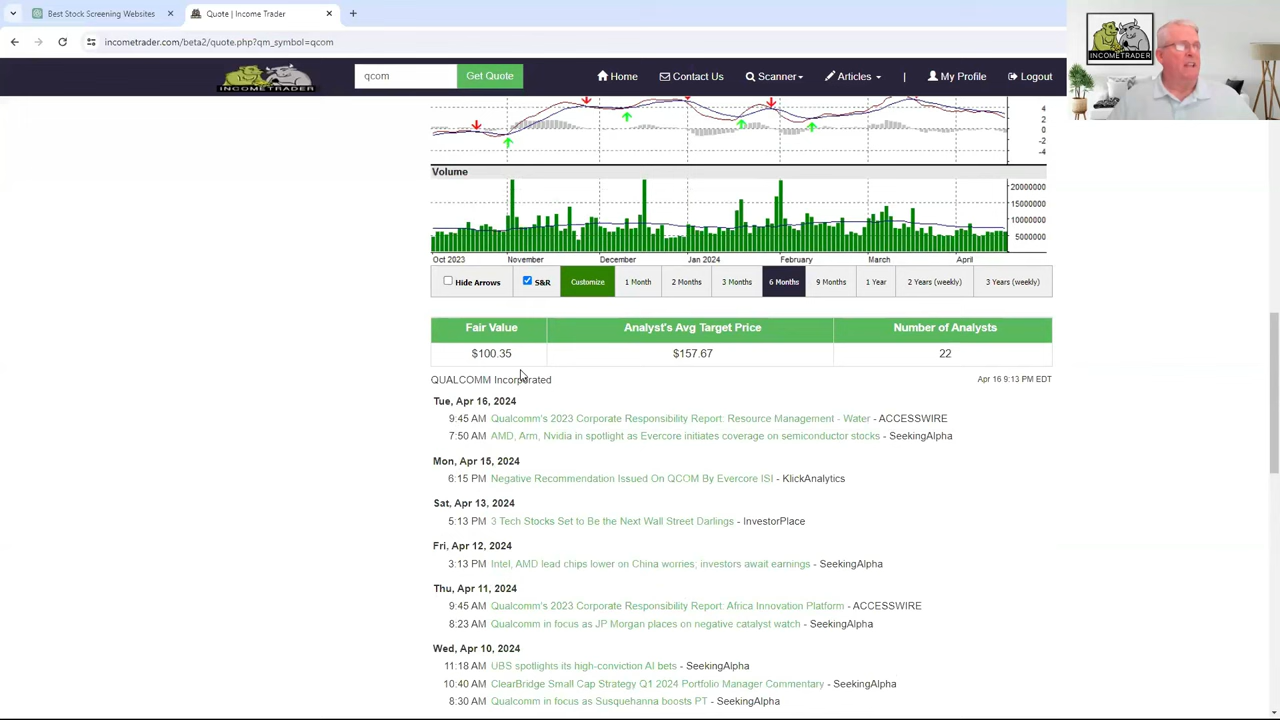 Best Stock Screening Websites
Quote | Income Trader
incometrader.com/beta2/quote.php?qm_symbol=qcom
INCOMETRADER
qcom
Get Quote
Home
Contact Us
Scanner
Articles
|
My Profile
Logout
INCOMETRADER
4
2
0
-2
-4
Volume
20000000
15000000
10000000
5000000
Oct 2023 November December Jan 2024 February March April
Hide Arrows S&R Customize 1 Month 2 Months 3 Months 6 Months 9 Months 1 Year 2 Years (weekly) 3 Years (weekly)
Fair Value Analyst's Avg Target Price Number of Analysts
$100.35 $157.67 22
QUALCOMM Incorporated Apr 16 9:13 PM EDT
Tue, Apr 16, 2024
9:45 AM Qualcomm's 2023 Corporate Responsibility Report: Resource Management - Water - ACCESSWIRE
7:50 AM AMD, Arm, Nvidia in spotlight as Evercore initiates coverage on semiconductor stocks - SeekingAlpha
Mon, Apr 15, 2024
6:15 PM Negative Recommendation Issued On QCOM By Evercore ISI - KlickAnalytics
Sat, Apr 13, 2024
5:13 PM 3 Tech Stocks Set to Be the Next Wall Street Darlings - InvestorPlace
Fri, Apr 12, 2024
3:13 PM Intel, AMD lead chips lower on China worries; investors await earnings - SeekingAlpha
Thu, Apr 11, 2024
9:45 AM Qualcomm's 2023 Corporate Responsibility Report: Africa Innovation Platform - ACCESSWIRE
8:23 AM Qualcomm in focus as JP Morgan places on negative catalyst watch - SeekingAlpha
Wed, Apr 10, 2024
11:18 AM UBS spotlights its high-conviction AI bets - SeekingAlpha
10:40 AM ClearBridge Small Cap Strategy Q1 2024 Portfolio Manager Commentary - SeekingAlpha
8:30 AM Qualcomm in focus as Susquehanna boosts PT - SeekingAlpha